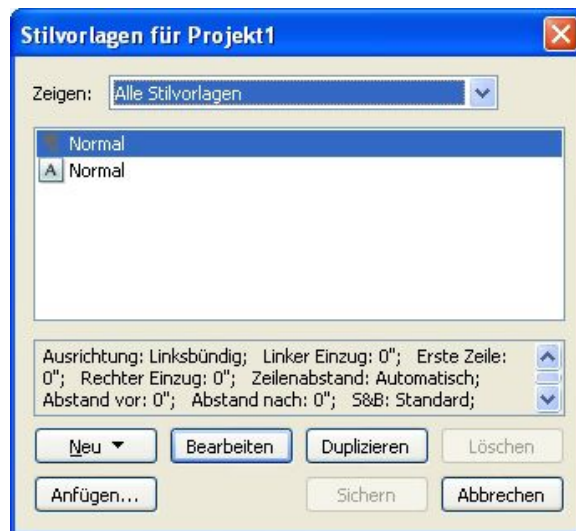 Stilvorlagen für Projekt1
Zeigen: Alle Stilvorlagen
Normal
A Normal
Ausrichtung: Linksbündig; Linker Einzug: 0"; Erste Zeile:
0"; Rechter Einzug: 0"; Zeilenabstand: Automatisch;
Abstand vor: 0"; Abstand nach: 0"; S&B: Standard;
Neu Bearbeiten Duplizieren Löschen
Anfügen... Sichern Abbrechen